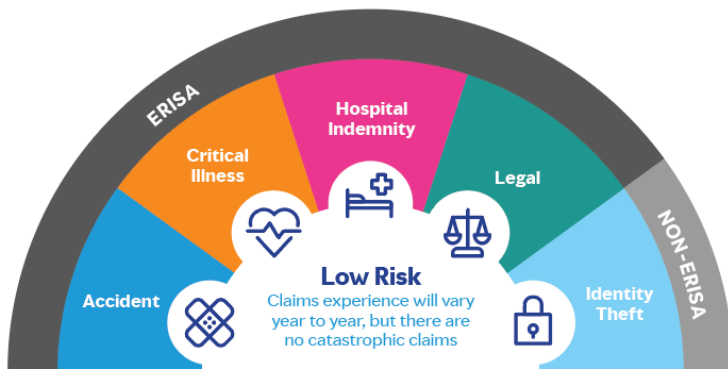 ERISA
NON-ERISA
Accident
Critical
Illness
Hospital
Indemnity
Legal
Identity
Theft
Low Risk
Claims experience will vary
year to year, but there are
no catastrophic claims